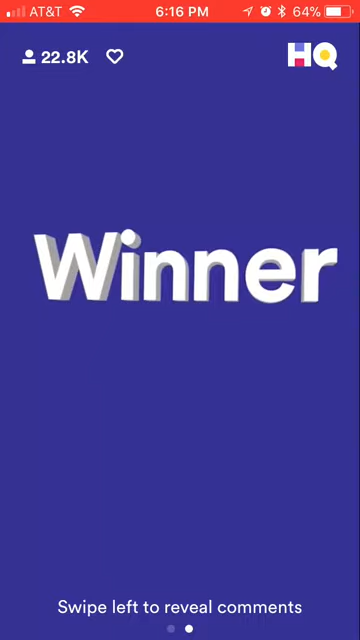 AT&T 6:16 PM 64%
22.8K HQ
Winner
Swipe left to reveal comments